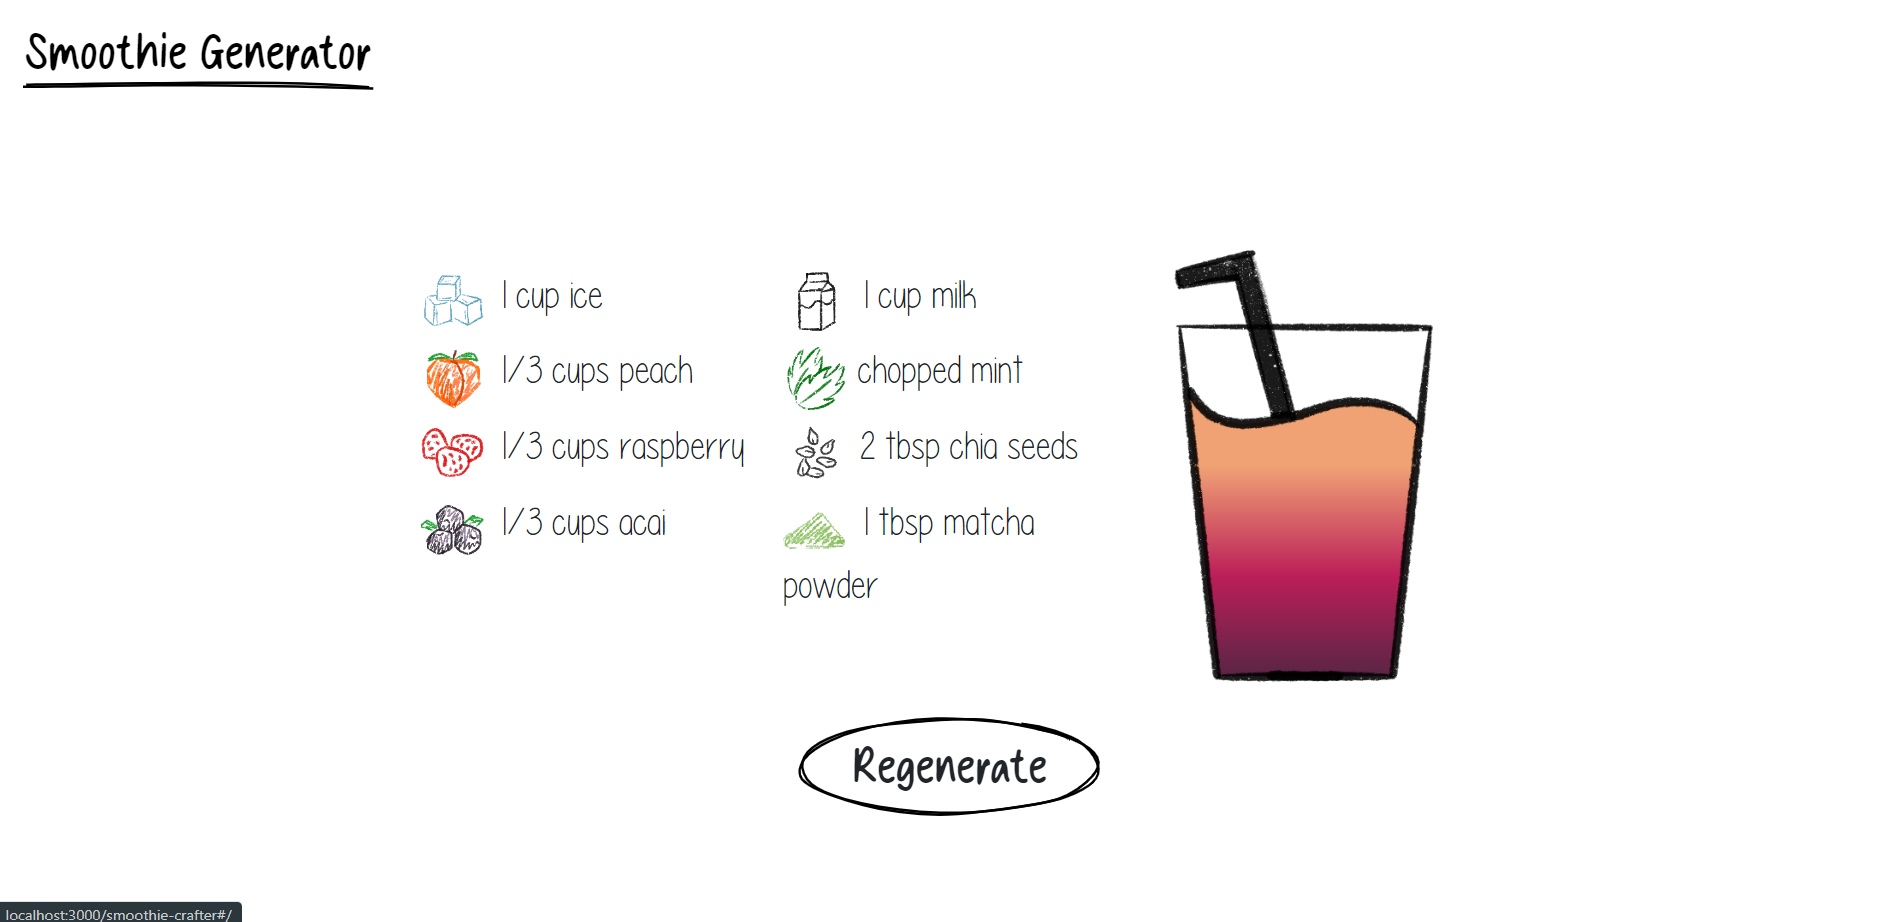 Smoothie Generator
1 cup ice
1/3 cups peach
1/3 cups raspberry
1/3 cups acai
1 cup milk
chopped mint
2 tbsp chia seeds
1 tbsp matcha
powder
Regenerate
localhost:3000/smoothie-crafter#/